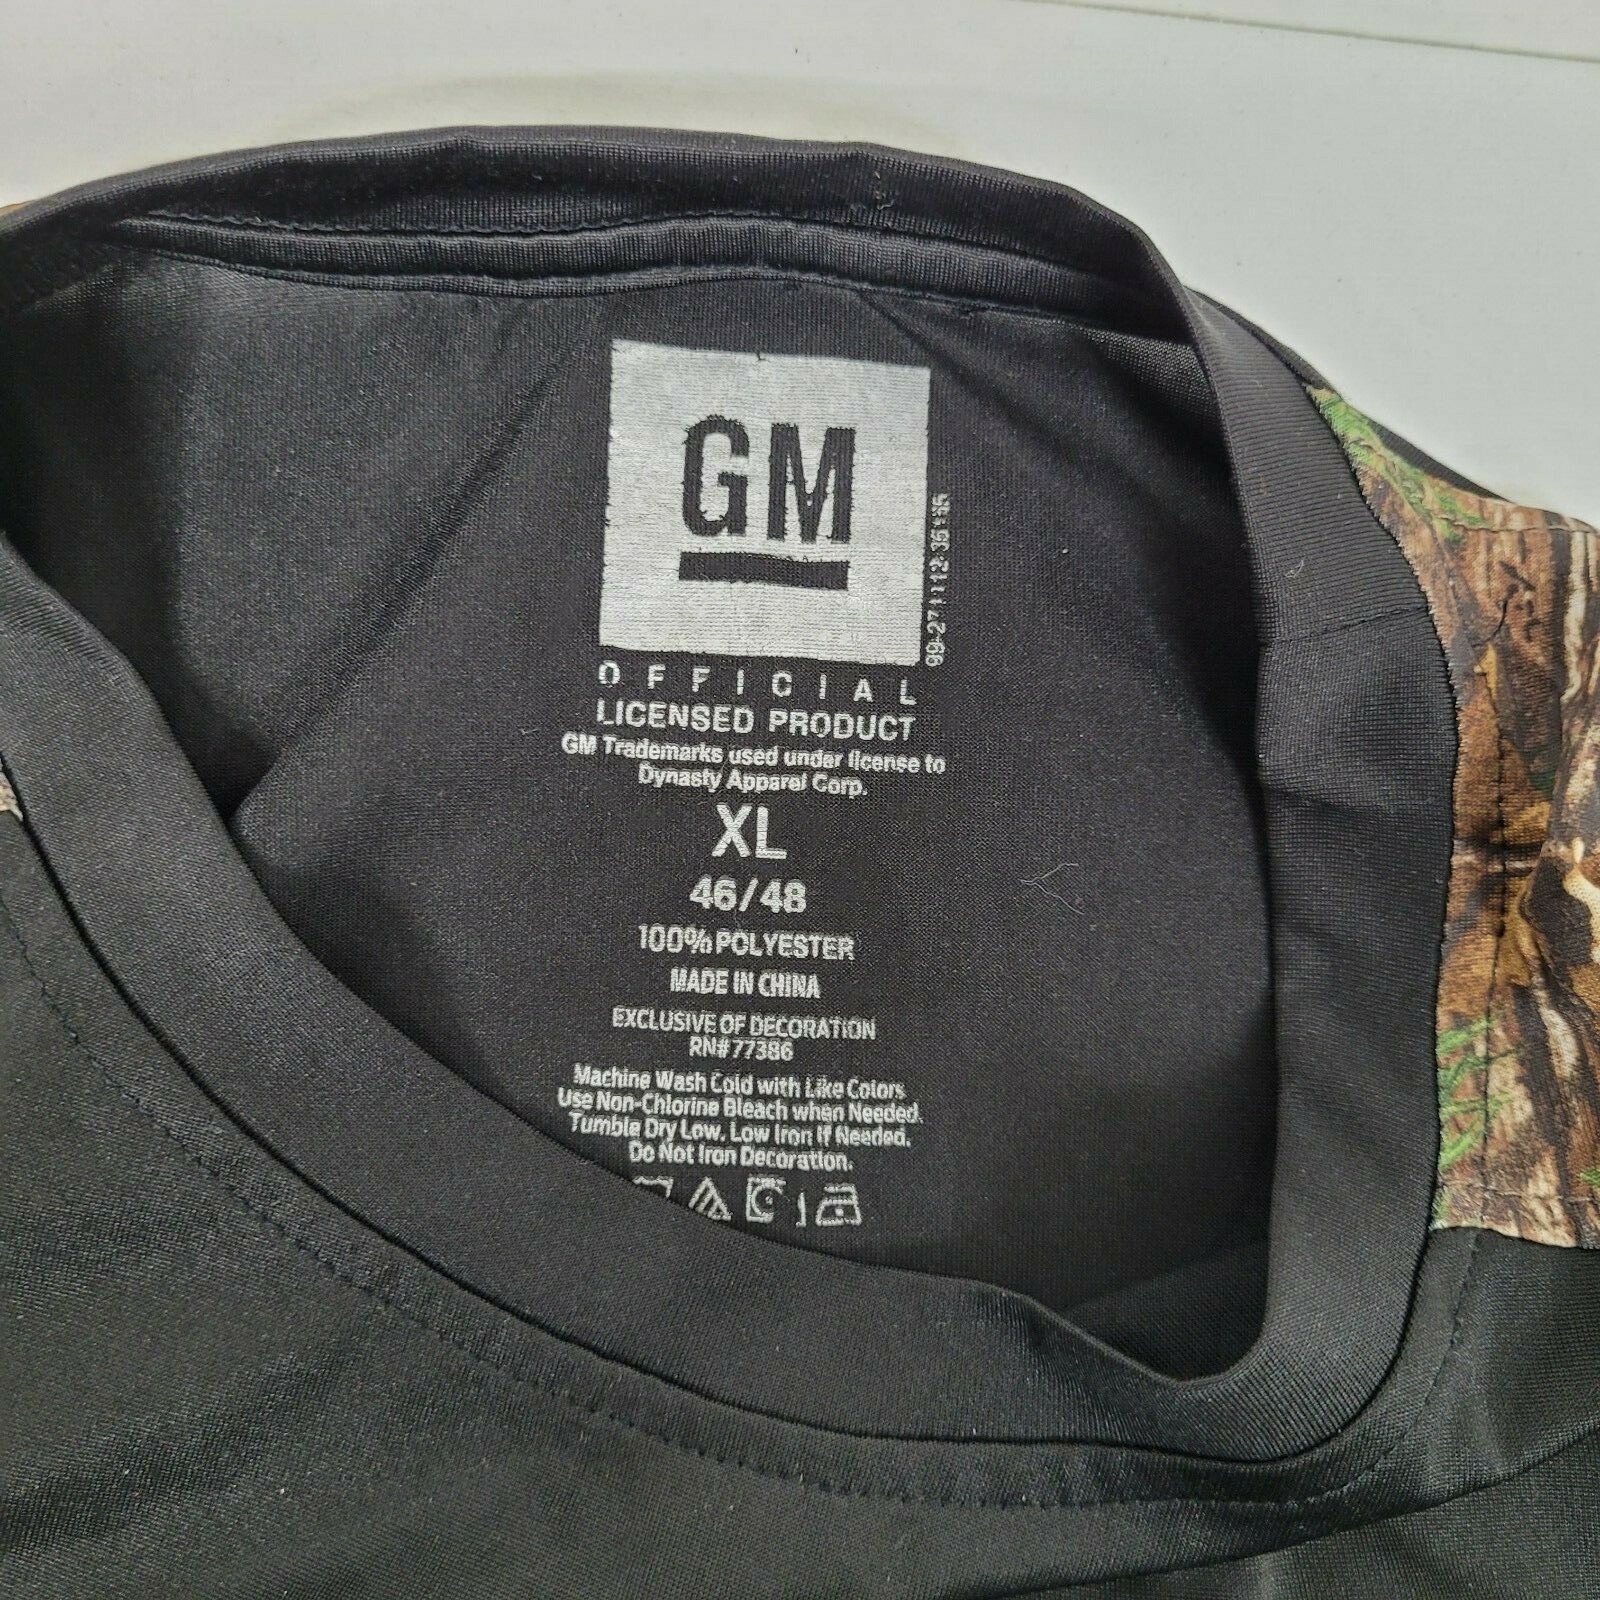 GM
OFFICIAL
LICENSED PRODUCT
GM Trademarks used under license to
Dynasty Apparel Corp.
XL
46/48
100% POLYESTER
MADE IN CHINA
EXCLUSIVE OF DECORATION
RN#77386
Machine Wash Cold with Like Colors
Use Non-Chlorine Bleach when Needed.
Tumble Dry Low. Low Iron If Needed.
Do Not Iron Decoration.